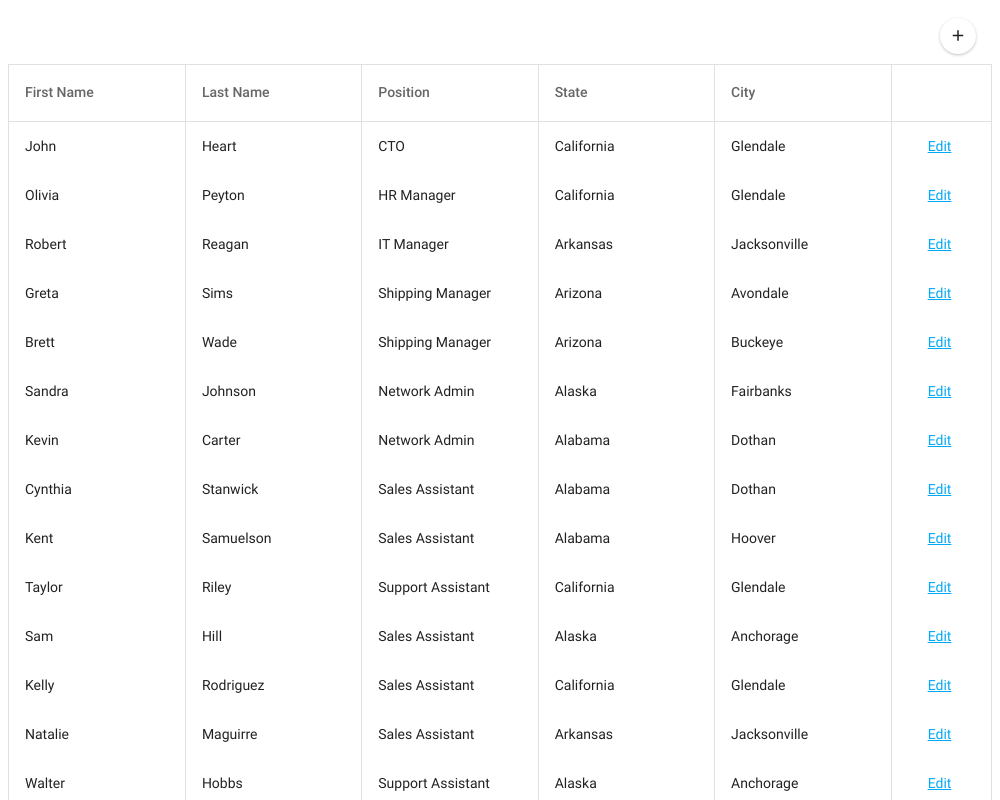 +
First Name Last Name Position State City
John Heart CTO California Glendale Edit
Olivia Peyton HR Manager California Glendale Edit
Robert Reagan IT Manager Arkansas Jacksonville Edit
Greta Sims Shipping Manager Arizona Avondale Edit
Brett Wade Shipping Manager Arizona Buckeye Edit
Sandra Johnson Network Admin Alaska Fairbanks Edit
Kevin Carter Network Admin Alabama Dothan Edit
Cynthia Stanwick Sales Assistant Alabama Dothan Edit
Kent Samuelson Sales Assistant Alabama Hoover Edit
Taylor Riley Support Assistant California Glendale Edit
Sam Hill Sales Assistant Alaska Anchorage Edit
Kelly Rodriguez Sales Assistant California Glendale Edit
Natalie Maguirre Sales Assistant Arkansas Jacksonville Edit
Walter Hobbs Support Assistant Alaska Anchorage Edit